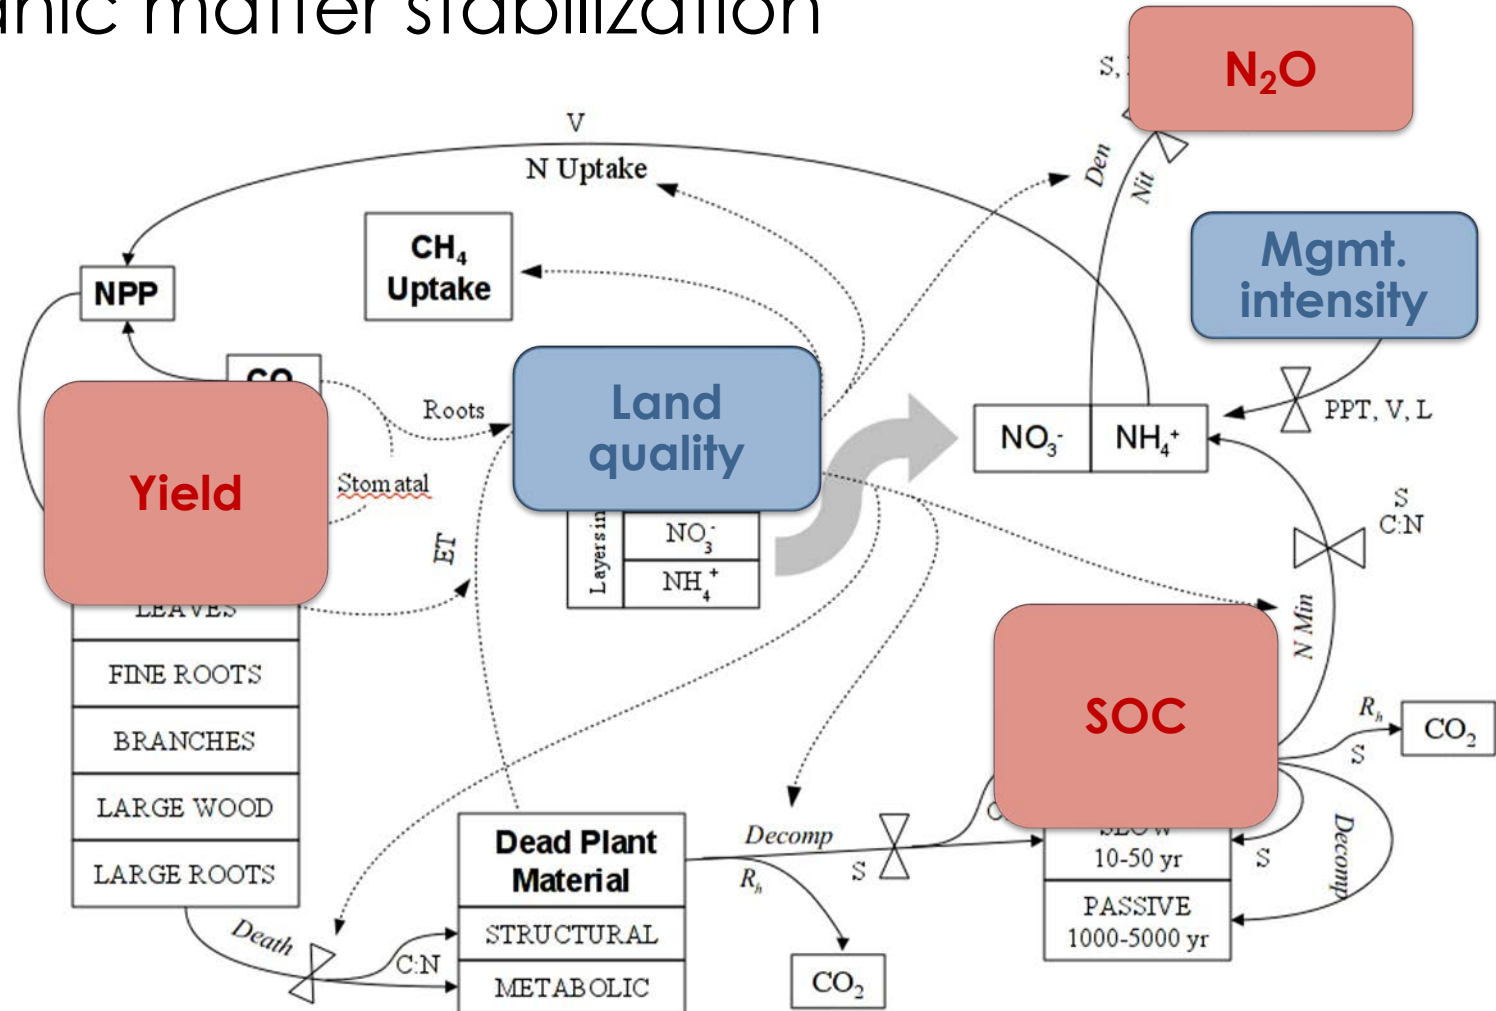 anic matter stabilization
S,
N₂O
V
N Uptake
Den
Nit
CH₄
Uptake
NPP
Mgmt.
intensity
Land
quality
Roots
PPT, V, L
NO₃⁻
NH₄⁺
Yield
Stomatal
S
C:N
ET
Layers in
NO₃⁻
NH₄⁺
LEAVES
FINE ROOTS
BRANCHES
LARGE WOOD
LARGE ROOTS
N Min
SOC
Rₕ
CO₂
S
Dead Plant
Material
STRUCTURAL
METABOLIC
Decomp
Rₕ
S
SLOW
10-50 yr
S
Decomp
PASSIVE
1000-5000 yr
Death
C:N
CO₂